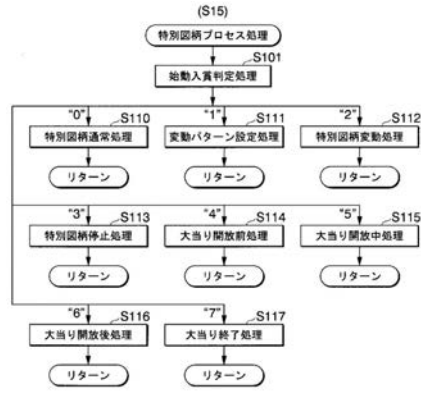 (S15)
特別図柄プロセス処理
S101
始動入賞判定処理
"0" S110 "1" S111 "2" S112
特別図柄通常処理 変動パターン設定処理 特別図柄変動処理
リターン リターン リターン
"3" S113 "4" S114 "5" S115
特別図柄停止処理 大当り開放前処理 大当り開放中処理
リターン リターン リターン
"6" S116 "7" S117
大当り開放後処理 大当り終了処理
リターン リターン